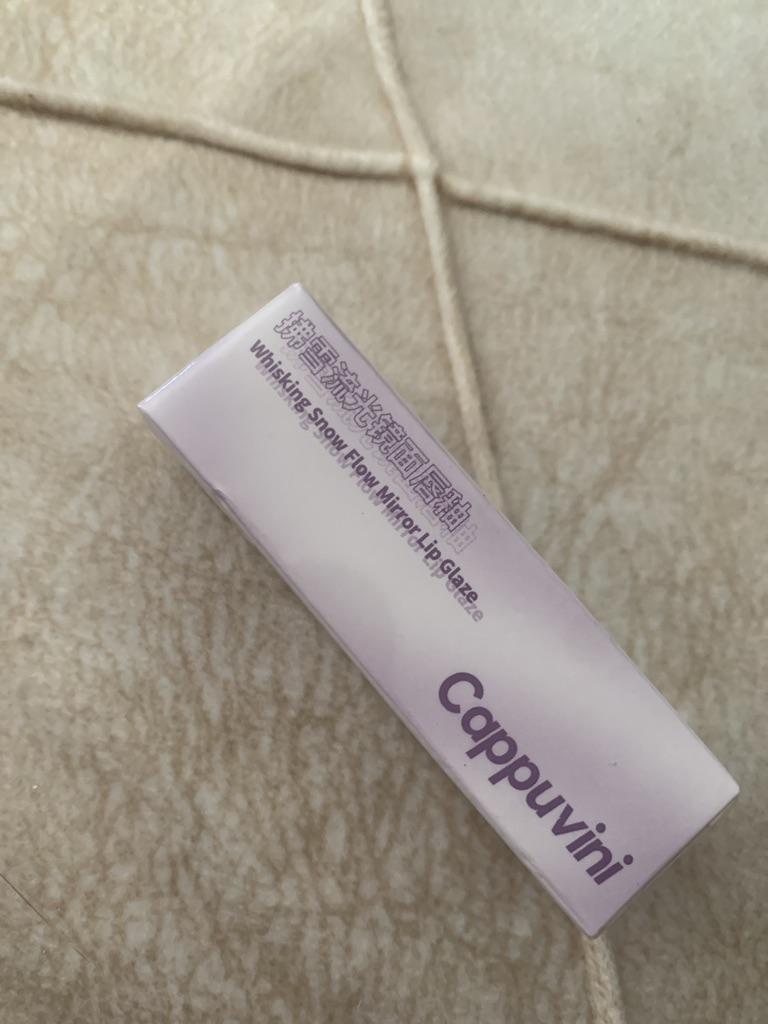 拂雪流光镜面唇釉
Whisking Snow Flow Mirror Lip Glaze
Cappuvini